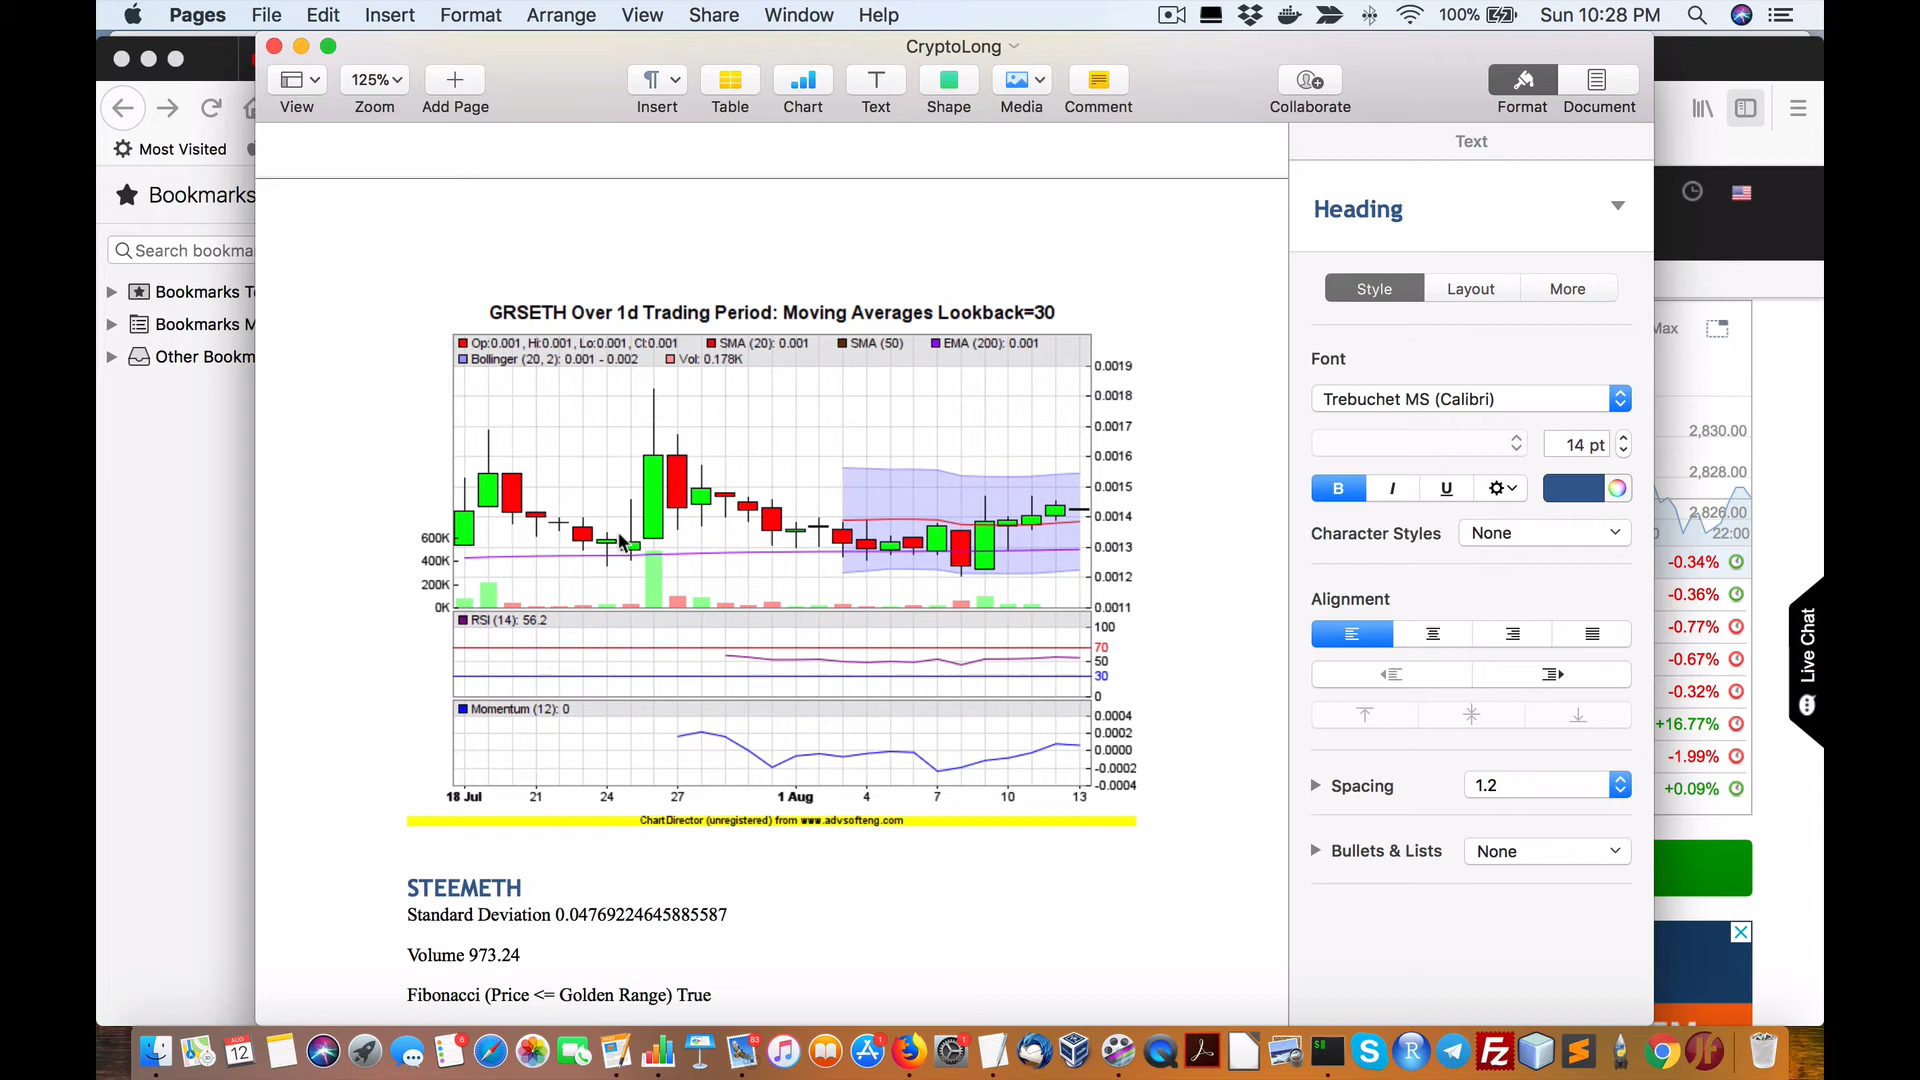 Pages File Edit Insert Format Arrange View Share Window Help 100% Sun 10:28 PM
CryptoLong
125%
View Zoom Add Page Insert Table Chart Text Shape Media Comment Collaborate Format Document
Most Visited
Bookmarks
Search bookma
Bookmarks T
Bookmarks M
Other Bookm
GRSETH Over 1d Trading Period: Moving Averages Lookback=30
Op:0.001, Hi:0.001, Lo:0.001, Cl:0.001 SMA (20): 0.001 SMA (50) EMA (200): 0.001
Bollinger (20, 2): 0.001 - 0.002 Vol: 0.178K
0.0019
0.0018
0.0017
0.0016
0.0015
0.0014
0.0013
0.0012
0.0011
600K
400K
200K
0K
RSI (14): 56.2
100
70
50
30
0
Momentum (12): 0
0.0004
0.0002
0.0000
-0.0002
-0.0004
18 Jul 21 24 27 1 Aug 4 7 10 13
ChartDirector (unregistered) from www.advsofteng.com
STEEMETH
Standard Deviation 0.04769224645885587
Volume 973.24
Fibonacci (Price <= Golden Range) True
Text
Heading
Style Layout More
Font
Trebuchet MS (Calibri)
14 pt
B I U
Character Styles None
Alignment
Spacing 1.2
Bullets & Lists None
Max
2,830.00
2,828.00
2,826.00
0 22:00
-0.34%
-0.36%
-0.77%
-0.67%
-0.32%
+16.77%
-1.99%
+0.09%
Live Chat
AUG
12
6
83
1
1